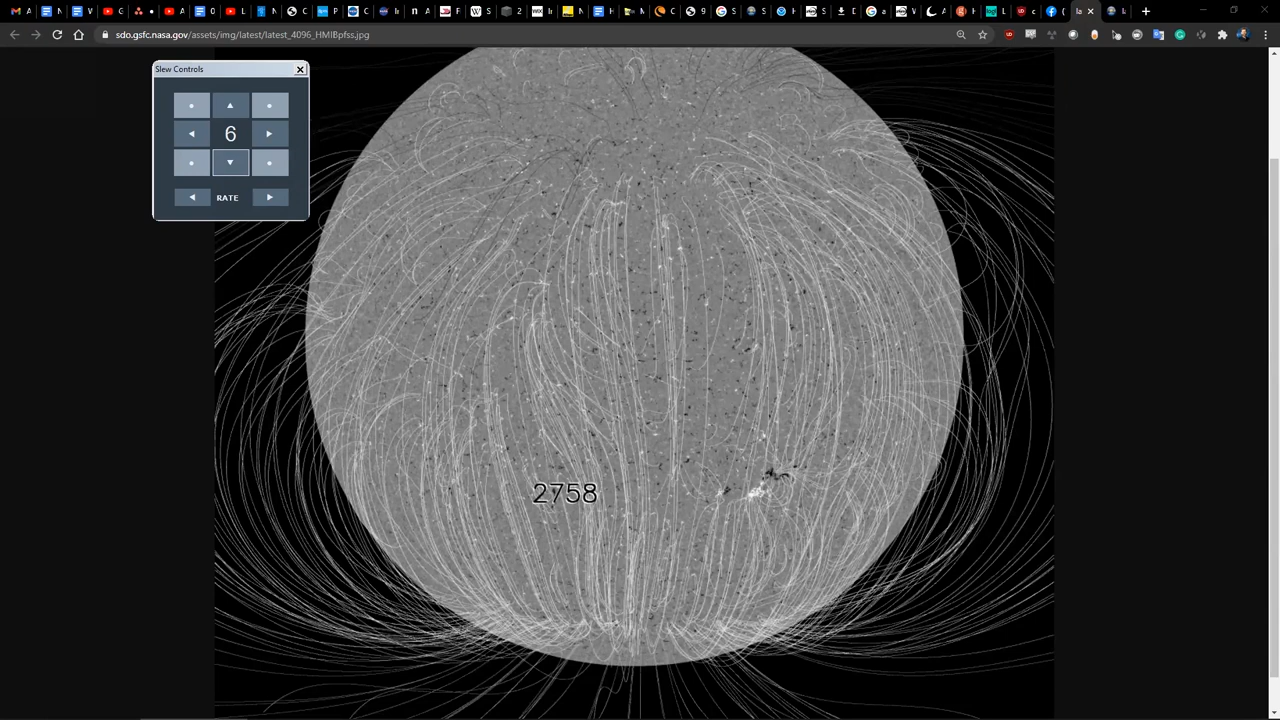 sdo.gsfc.nasa.gov/assets/img/latest/latest_4096_HMIBpfss.jpg
Slew Controls
6
RATE
2758